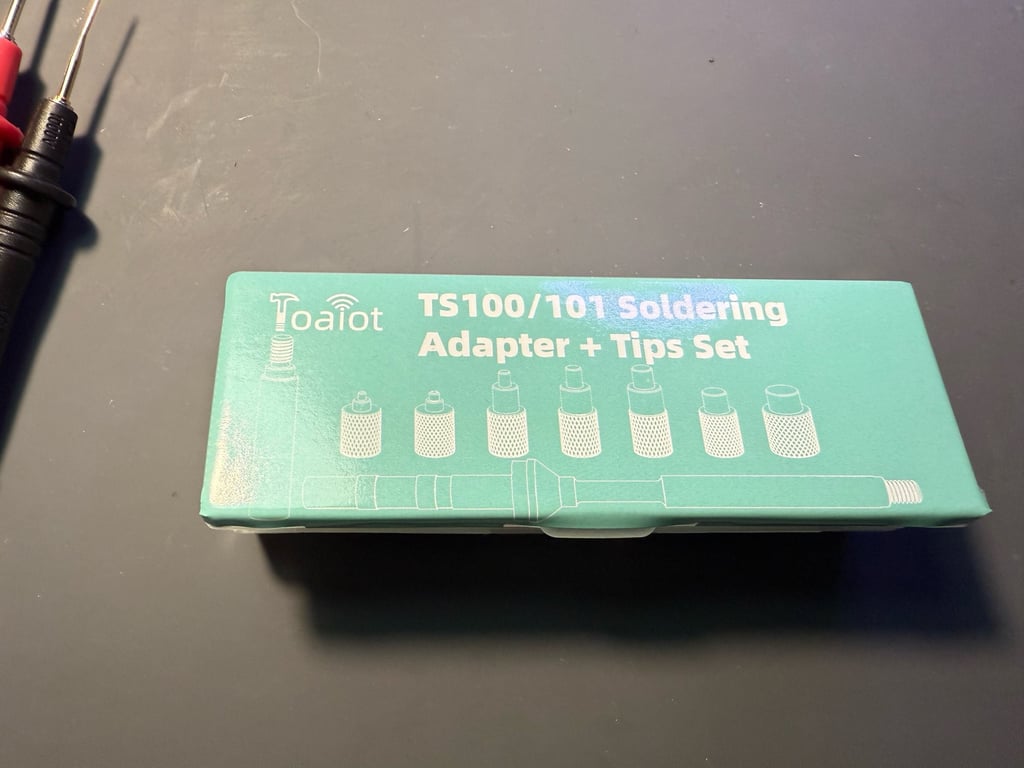 Toaiot
TS100/101 Soldering
Adapter + Tips Set